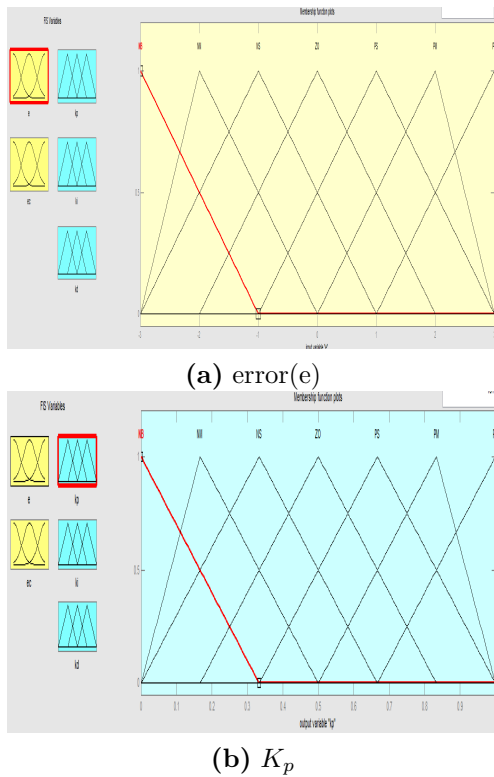 Membership function plots
FIS Variables
NB NM NS ZO PS PM
e kp
1
ec ki
0.5
kd
0
-3 -2 -1 0 1 2
input variable "e"
(a) error(e)
Membership function plots
FIS Variables
NB NM NS ZO PS PM
e kp
1
ec ki
0.5
kd
0
0 0.1 0.2 0.3 0.4 0.5 0.6 0.7 0.8 0.9
output variable "kp"
(b) Kp